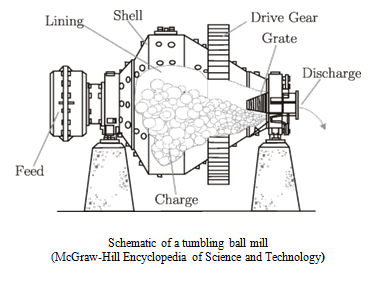 Shell
Drive Gear
Lining
Grate
Discharge
Feed
Charge
Schematic of a tumbling ball mill
(McGraw-Hill Encyclopedia of Science and Technology)